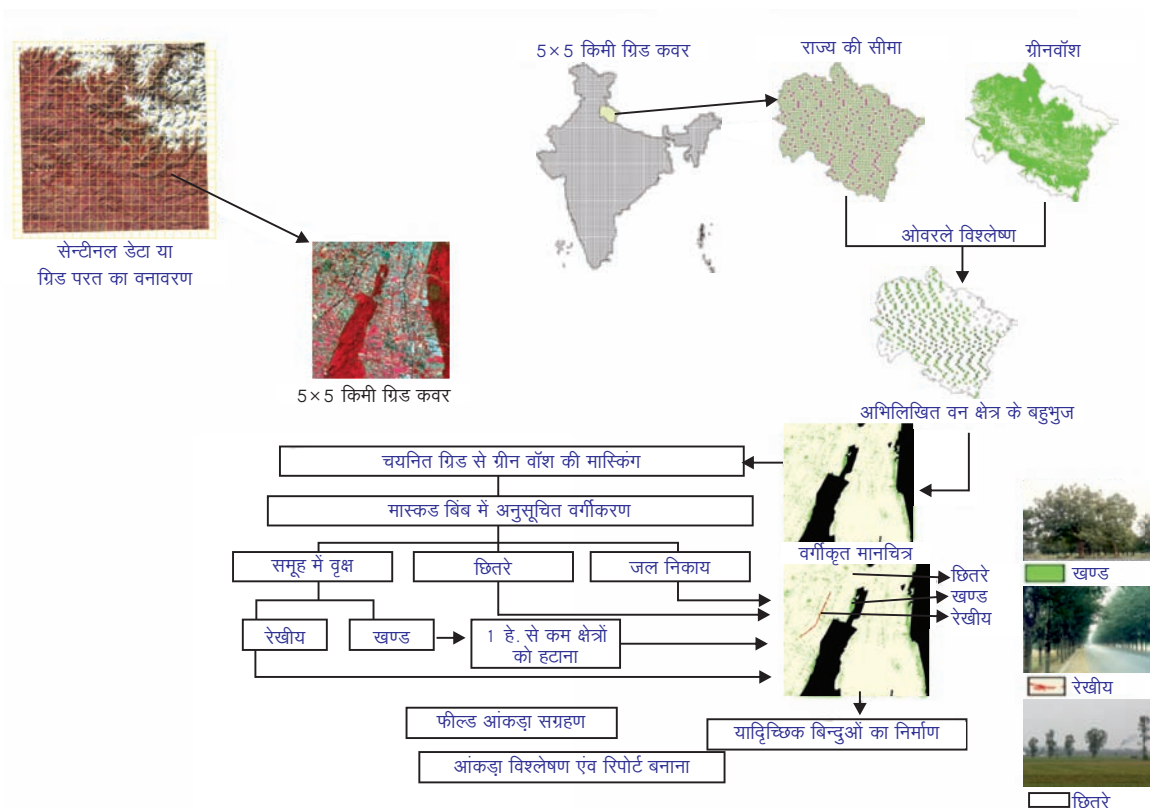 5×5 किमी ग्रिड कवर
राज्य की सीमा
ग्रीनवॉश
सेन्टीनल डेटा या
ग्रिड परत का वनावरण
5×5 किमी ग्रिड कवर
ओवरले विश्लेष्ण
अभिलिखित वन क्षेत्र के बहुभुज
चयनित ग्रिड से ग्रीन वॉश की मास्किंग
मास्कड बिंब में अनुसूचित वर्गीकरण
समूह में वृक्ष
छितरे
जल निकाय
वर्गीकृत मानचित्र
छितरे
खण्ड
रेखीय
रेखीय
खण्ड
1 हे. से कम क्षेत्रों
को हटाना
फील्ड आंकड़ा सग्रहण
यादृिच्छिक बिन्दुओं का निर्माण
आंकड़ा विश्लेषण एंव रिपोर्ट बनाना
खण्ड
रेखीय
छितरे